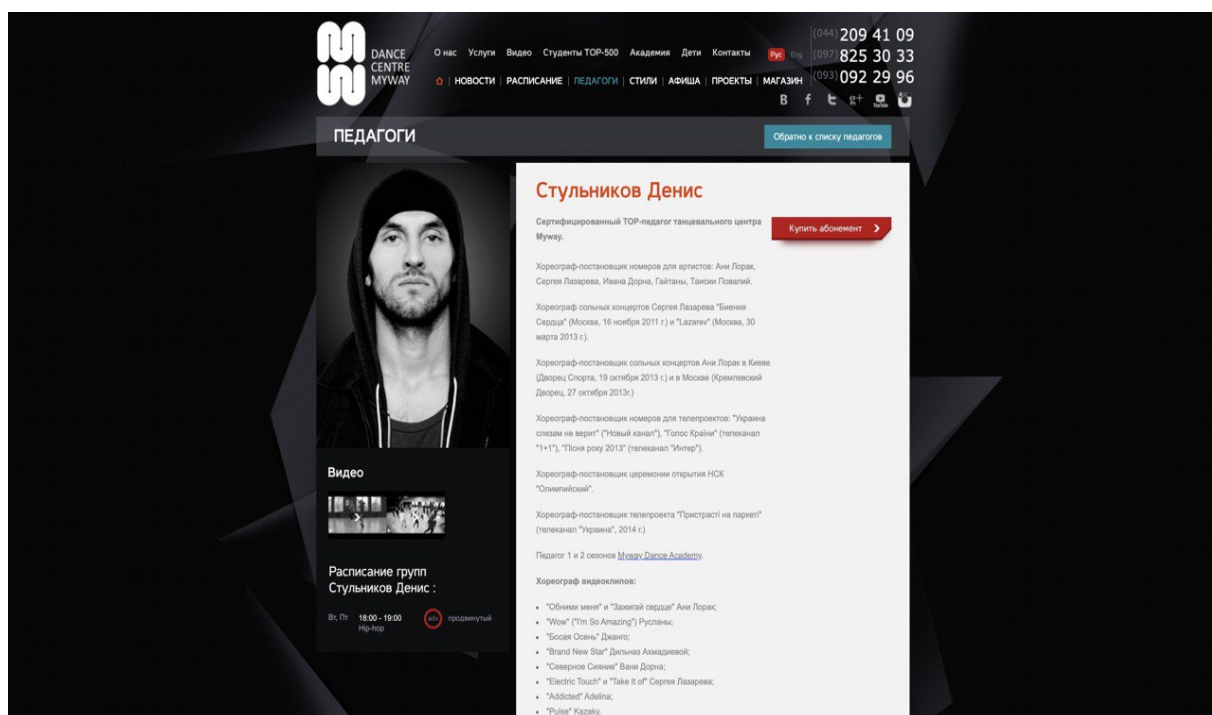 DANCE
CENTRE
MYWAY
О нас Услуги Видео Студенты TOP-500 Академия Дети Контакты Рус Eng
НОВОСТИ | РАСПИСАНИЕ | ПЕДАГОГИ | СТИЛИ | АФИША | ПРОЕКТЫ | МАГАЗИН
(044) 209 41 09
(097) 825 30 33
(093) 092 29 96
ПЕДАГОГИ
Обратно к списку педагогов
Стульников Денис
Сертифицированный TOP-педагог танцевального центра
Myway.
Купить абонемент
Хореограф-постановщик номеров для артистов: Ани Лорак,
Сергея Лазарева, Ивана Дорна, Гайтаны, Таисии Повалий.
Хореограф сольных концертов Сергея Лазарева "Биения
Сердца" (Москва, 16 ноября 2011 г.) и "Lazarev" (Москва, 30
марта 2013 г.).
Хореограф-постановщик сольных концертов Ани Лорак в Киеве
(Дворец Спорта, 19 октября 2013 г.) и в Москве (Кремлевский
Дворец, 27 октября 2013г.)
Хореограф-постановщик номеров для телепроектов: "Украина
слезам не верит" ("Новый канал"), "Голос Країни" (телеканал
"1+1"), "Пісня року 2013" (телеканал "Интер").
Хореограф-постановщик церемонии открытия НСК
"Олимпийский".
Хореограф-постановщик телепроекта "Пристрасті на паркеті"
(телеканал "Украина", 2014 г.)
Педагог 1 и 2 сезонов Myway Dance Academy.
Хореограф видеоклипов:
• "Обними меня" и "Зажигай сердце" Ани Лорак;
• "Wow" ("I'm So Amazing") Русланы;
• "Босая Осень" Джанго;
• "Brand New Star" Дильназ Ахмадиевой;
• "Северное Сияние" Вани Дорна;
• "Electric Touch" и "Take It of" Сергея Лазарева;
• "Addicted" Adelina;
• "Pulse" Kazaky.
Видео
Расписание групп
Стульников Денис :
Вт, Пт 18:00 - 19:00 adv продвинутый
Hip-hop